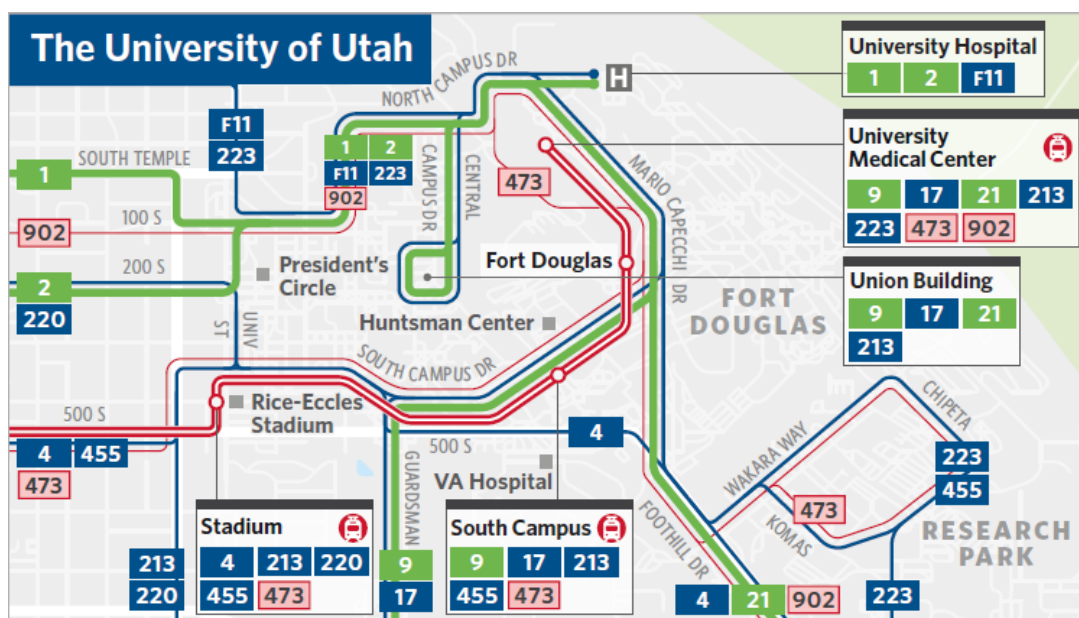 The University of Utah
NORTH CAMPUS DR
H
University Hospital
1 2 F11
F11
223
SOUTH TEMPLE
1
1 2
F11 223
902
CAMPUS DR
CENTRAL
473
MARIO CAPECCHI DR
University
Medical Center
9 17 21 213
223 473 902
902
100 S
200 S
2
220
President's
Circle
Fort Douglas
FORT
DOUGLAS
Union Building
9 17 21
213
UNIV
ST
Huntsman Center
SOUTH CAMPUS DR
Rice-Eccles
Stadium
500 S
4 455
473
500 S
4
VA Hospital
GUARDSMAN
WAKARA WAY
CHIPETA
223
455
473
KOMAS
RESEARCH
PARK
FOOTHILL DR
213
220
Stadium
4 213 220
455 473
9
17
South Campus
9 17 213
455 473
4 21 902
223